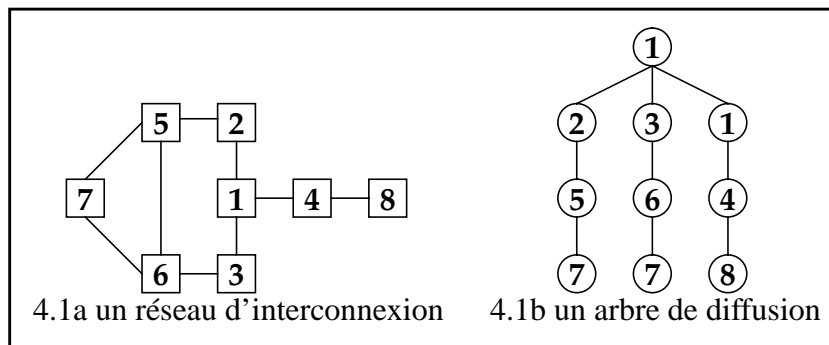 1
5 2 2 3 1
7 1 4 8 5 6 4
6 3 7 7 8
4.1a un réseau d'interconnexion 4.1b un arbre de diffusion